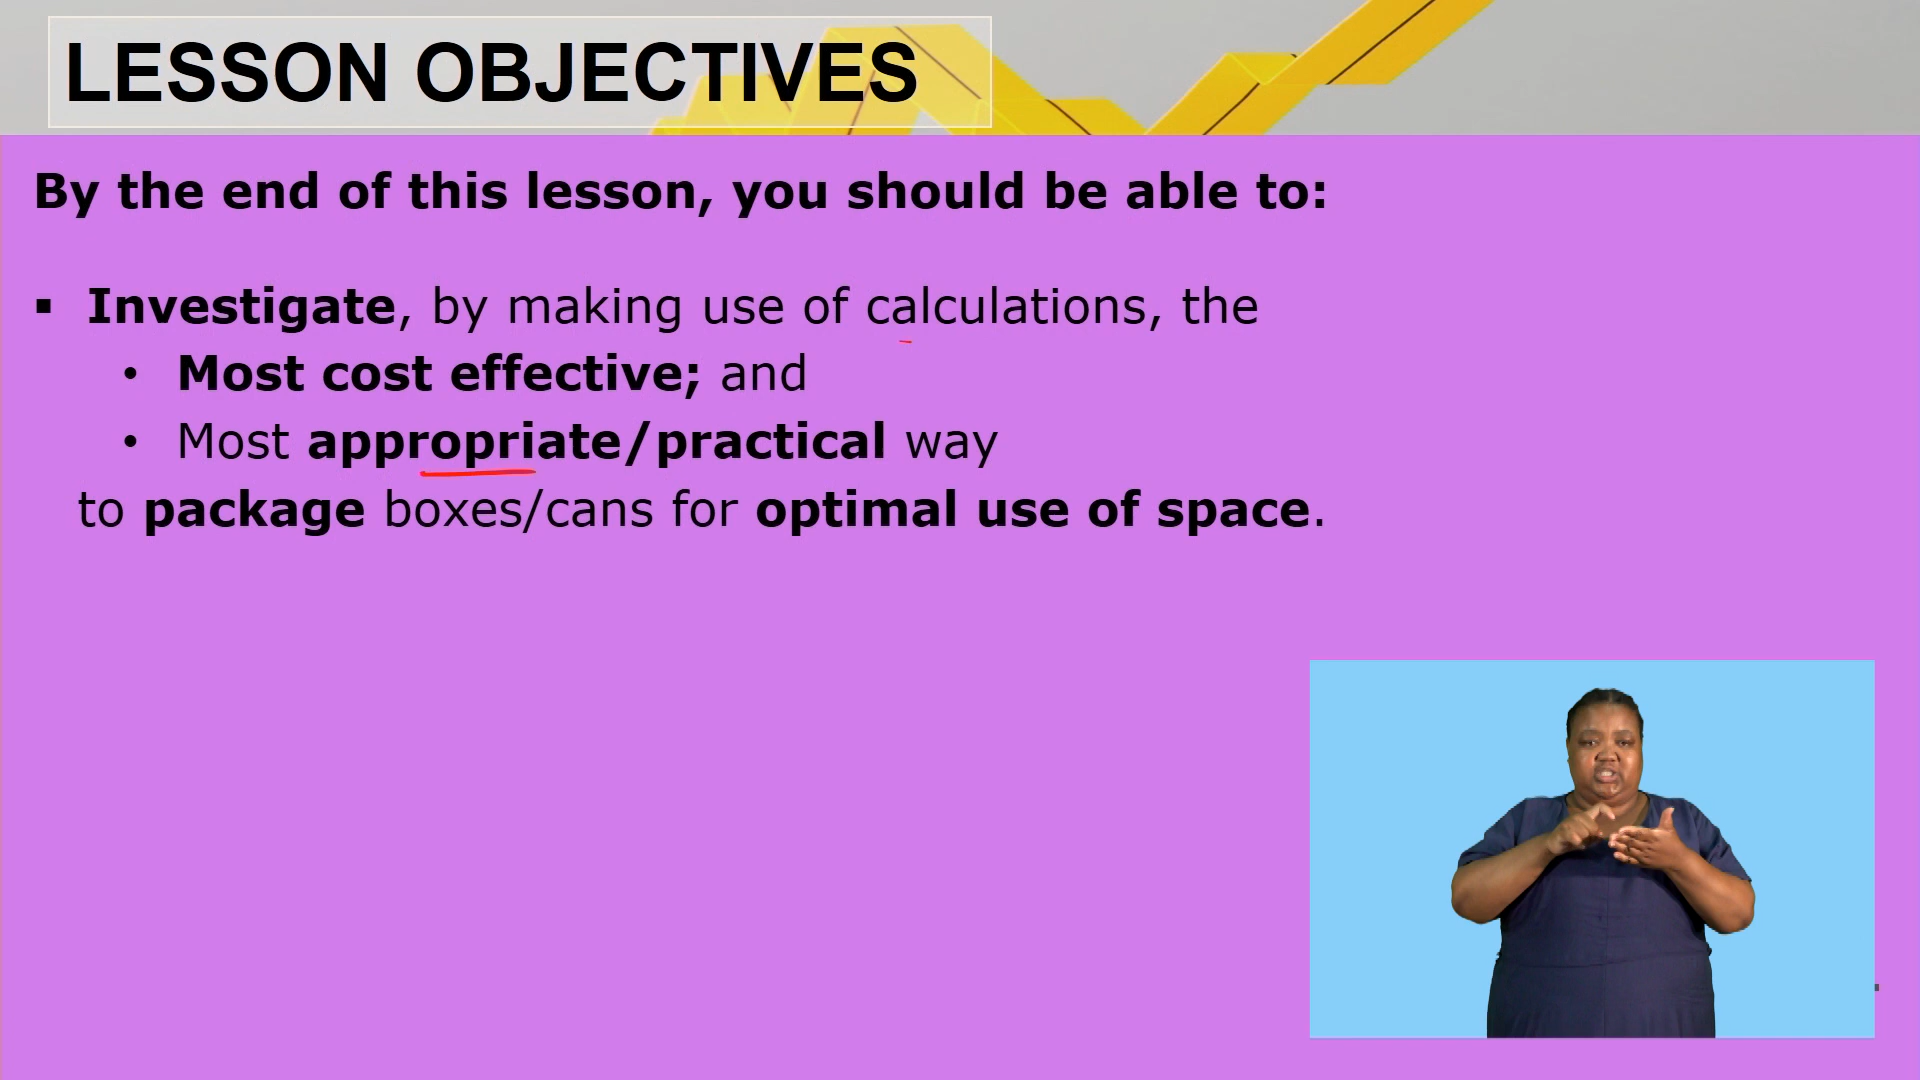 LESSON OBJECTIVES
By the end of this lesson, you should be able to:
▪ Investigate, by making use of calculations, the
• Most cost effective; and
• Most appropriate/practical way
to package boxes/cans for optimal use of space.